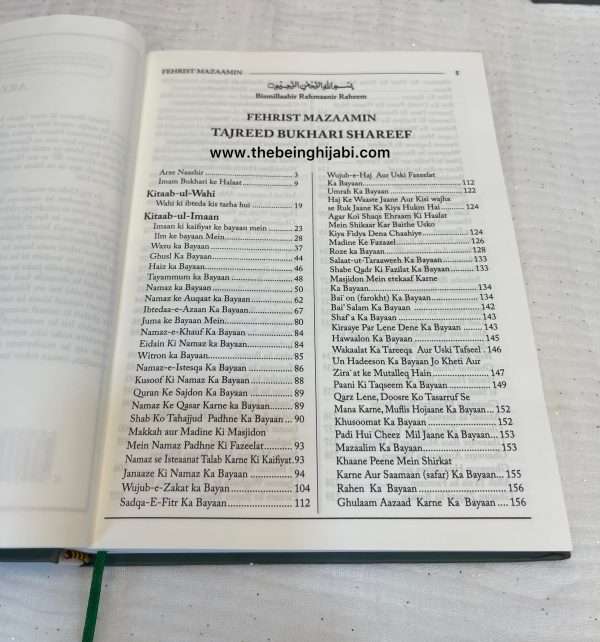 FEHRIST MAZAAMIN
Bismillaahir Rahmaanir Raheem
FEHRIST MAZAAMIN
TAJREED BUKHARI SHAREEF
www.thebeinghijabi.com
Arze Naashir 3
Imam Bukhari ke Halaat 9
Kitaab-ul-Wahi
Wahi ki ibteda kis tarha hui 19
Kitaab-ul-Imaan
Imaan ki kaifiyat ke bayaan mein 23
Ilm ke bayaan Mein 28
Wazu ka Bayaan 37
Ghusl Ka Bayaan 44
Haiz ka Bayaan 46
Tayammum ka Bayaan 48
Namaz ka Bayaan 50
Namaz ke Auqaat ka Bayaan 62
Ibtedaa-e-Azaan Ka Bayaan 67
Juma ke Bayaan Mein 80
Namaz-e-Khauf Ka Bayaan 84
Eidain Ki Namaz ka Bayaan 84
Witron ka Bayaan 85
Namaz-e-Istesqa Ka Bayaan 86
Kusoof Ki Namaz Ka Bayaan 88
Quran Ke Sajdon Ka Bayaan 89
Namaz Ke Qasar Karne ka Bayaan 89
Shab Ko Tahajjud Padhne Ka Bayaan 90
Makkah aur Madine Ki Masjidon
Mein Namaz Padhne Ki Fazeelat 93
Namaz se Isteaanat Talab Karne Ki Kaifiyat 93
Janaaze Ki Namaz Ka Bayaan 94
Wujub-e-Zakat ka Bayan 104
Sadqa-E-Fitr Ka Bayaan 112
Wujub-e-Haj Aur Uski Fazeelat
Ka Bayaan 112
Umrah Ka Bayaan 122
Haj Ke Waaste Jaane Aur Kisi wajha
se Ruk Jaane Ka Kiya Hukm Hai 124
Agar Koi Shaqs Ehraam Ki Haalat
Mein Shikaar Kar Baithe Usko
Kiya Fidya Dena Chaahiye 124
Madine Ke Fazaael 126
Roze ka Bayaan 128
Salaat-ut-Taraaweeh Ka Bayaan 133
Shabe Qadr Ki Fazilat Ka Bayaan 133
Masjidon Mein etekaaf Karne
Ka Bayaan 134
Bai' on (farokht) Ka Bayaan 134
Bai' Salam Ka Bayaan 142
Shaf'a Ka Bayaan 143
Kiraaye Par Lene Dene Ka Bayaan 143
Hawaalon Ka Bayaan 145
Wakaalat Ka Tareeqa Aur Uski Tafseel 146
Un Hadeeson Ka Bayaan Jo Kheti Aur
Zira'at ke Mutalleq Hain 147
Paani Ki Taqseem Ka Bayaan 149
Qarz Lene, Doosre Ko Tasarruf Se
Mana Karne, Muflis Hojaane Ka Bayaan 152
Khusoomat Ka Bayaan 152
Padi Hui Cheez Mil Jaane Ka Bayaan 153
Mazaalim Ka Bayaan 153
Khaane Peene Mein Shirkat
Karne Aur Saamaan (safar) Ka Bayaan 155
Rahen Ka Bayaan 156
Ghulaam Aazaad Karne Ka Bayaan 156